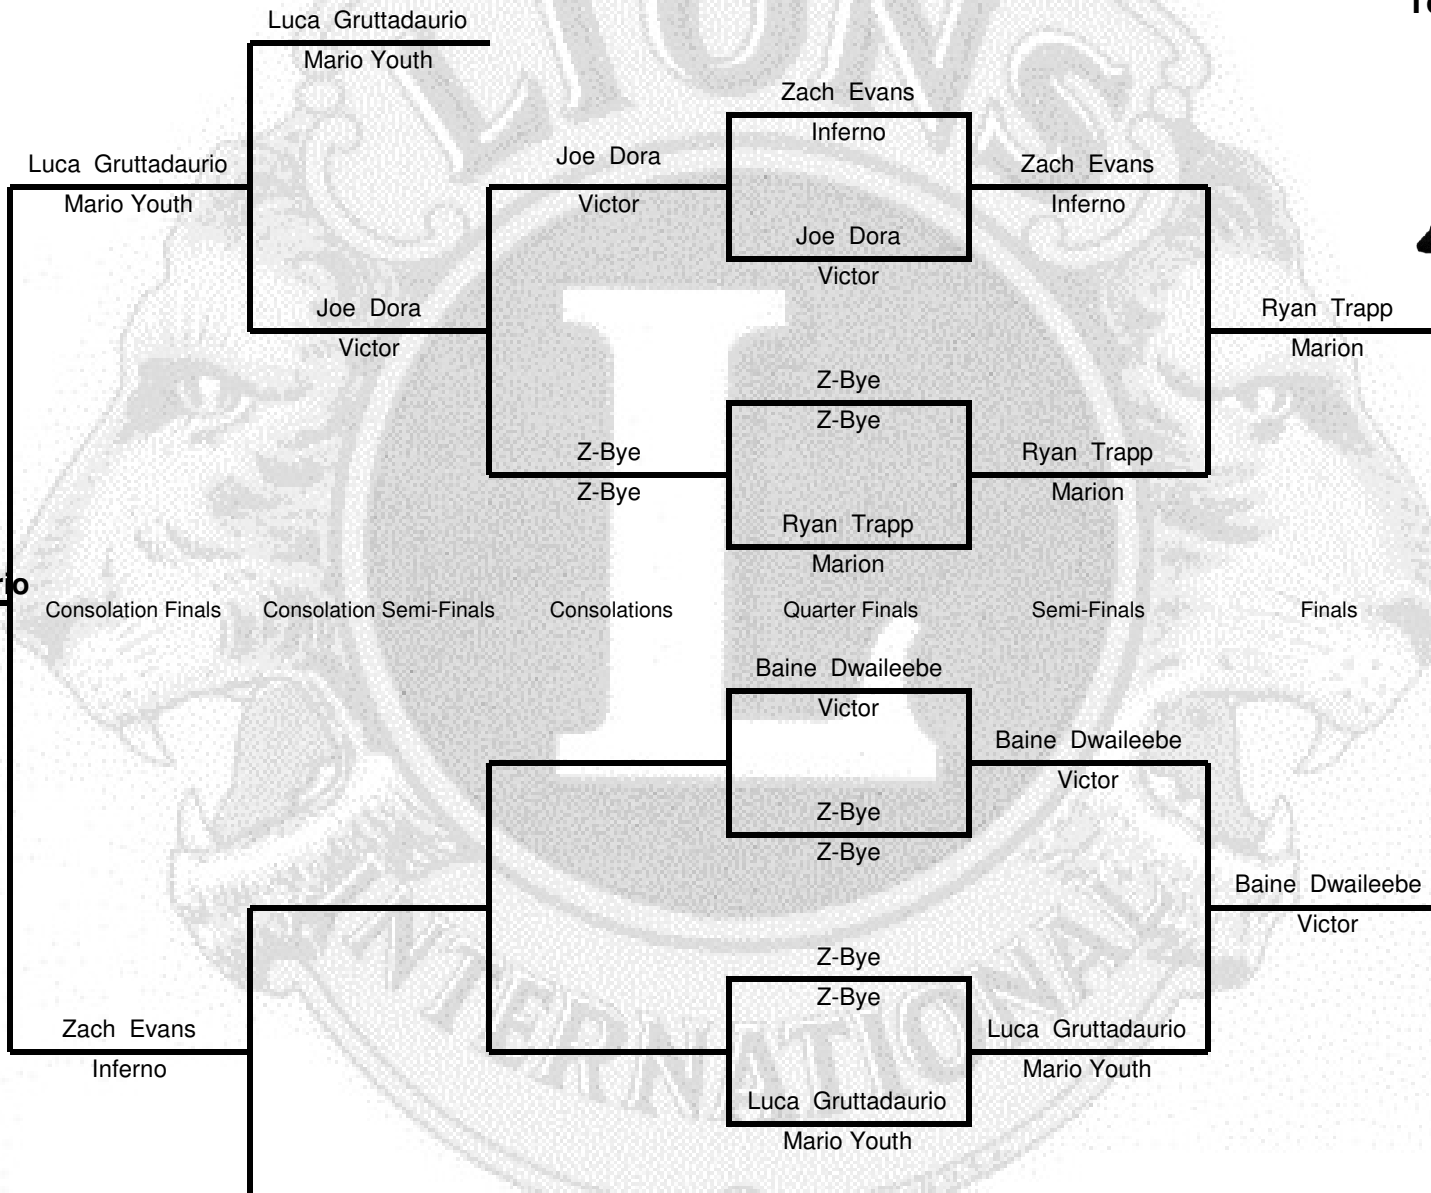 Luca Gruttadaurio
Mario Youth
Zach Evans
Inferno
Luca Gruttadaurio
Mario Youth
Joe Dora
Victor
Zach Evans
Inferno
Joe Dora
Victor
Joe Dora
Victor
Ryan Trapp
Marion
Z-Bye
Z-Bye
Z-Bye
Z-Bye
Ryan Trapp
Marion
Ryan Trapp
Marion
Consolation Finals
Consolation Semi-Finals
Consolations
Quarter Finals
Semi-Finals
Finals
Baine Dwaileebe
Victor
Baine Dwaileebe
Victor
Z-Bye
Z-Bye
Baine Dwaileebe
Victor
Z-Bye
Z-Bye
Zach Evans
Inferno
Luca Gruttadaurio
Mario Youth
Luca Gruttadaurio
Mario Youth
LIONS
INTERNATIONAL
L